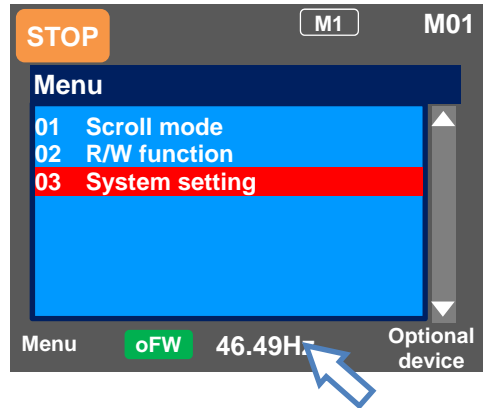 STOP M1 M01
Menu
01 Scroll mode
02 R/W function
03 System setting
Menu oFW 46.49Hz Optional
device